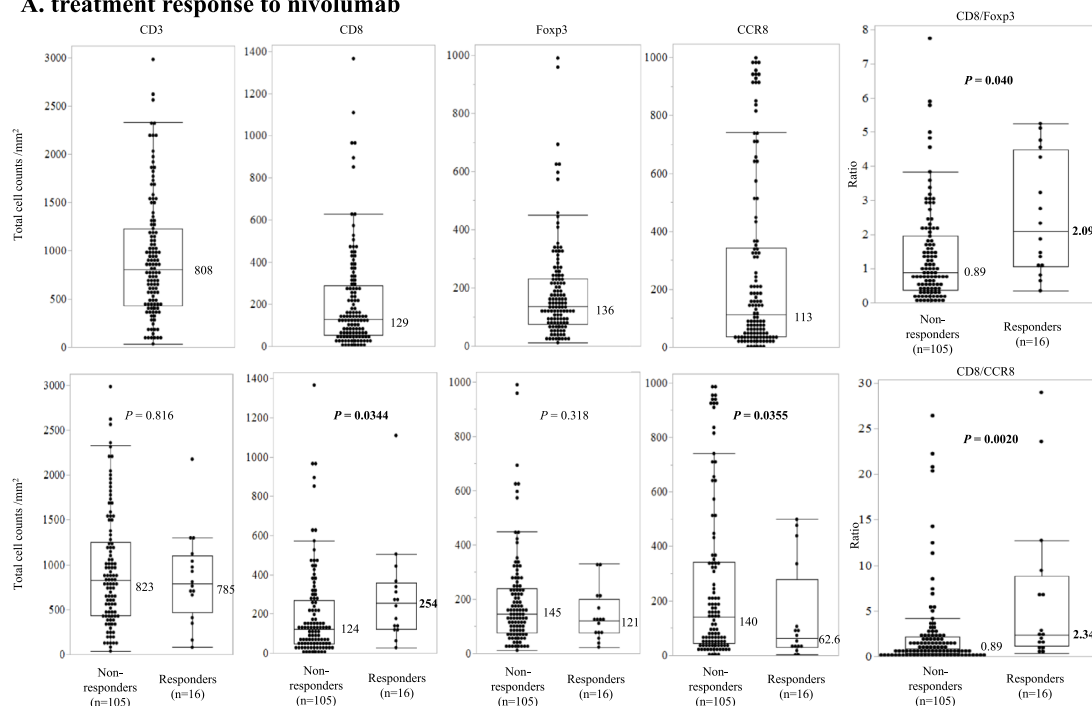 A. treatment response to nivolumab
CD3
CD8
Foxp3
CCR8
CD8/Foxp3
Total cell counts /mm²
3000
2500
2000
1500
1000
500
0
808
1400
1200
1000
800
600
400
200
0
129
1000
800
600
400
200
0
136
1000
800
600
400
200
0
113
Ratio
8
7
6
5
4
3
2
1
0
P = 0.040
0.89
2.09
Non-
responders
(n=105)
Responders
(n=16)
Total cell counts /mm²
3000
2500
2000
1500
1000
500
0
P = 0.816
823
785
Non-
responders
(n=105)
Responders
(n=16)
1400
1200
1000
800
600
400
200
0
P = 0.0344
124
254
Non-
responders
(n=105)
Responders
(n=16)
1000
800
600
400
200
0
P = 0.318
145
121
Non-
responders
(n=105)
Responders
(n=16)
1000
800
600
400
200
0
P = 0.0355
140
62.6
Non-
responders
(n=105)
Responders
(n=16)
CD8/CCR8
Ratio
30
25
20
15
10
5
0
P = 0.0020
0.89
2.34
Non-
responders
(n=105)
Responders
(n=16)